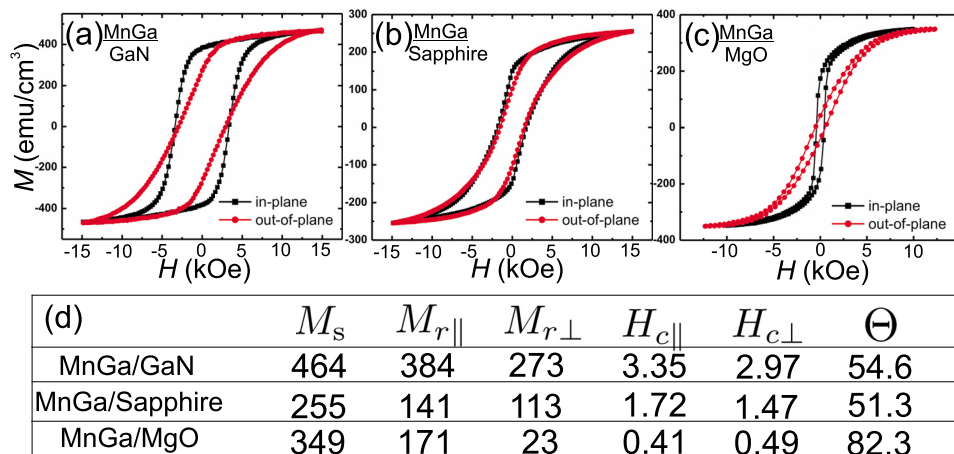 (a) MnGa
GaN
(b) MnGa
Sapphire
(c) MnGa
MgO
M (emu/cm³)
400
200
0
-200
-400
in-plane
out-of-plane
-15 -10 -5 0 5 10 15
H (kOe)
300
200
100
0
-100
-200
-300
in-plane
out-of-plane
-15 -10 -5 0 5 10 15
H (kOe)
400
200
0
-200
-400
in-plane
out-of-plane
-15 -10 -5 0 5 10
H (kOe)
(d) Ms Mr∥ Mr⊥ Hc∥ Hc⊥ Θ
MnGa/GaN 464 384 273 3.35 2.97 54.6
MnGa/Sapphire 255 141 113 1.72 1.47 51.3
MnGa/MgO 349 171 23 0.41 0.49 82.3